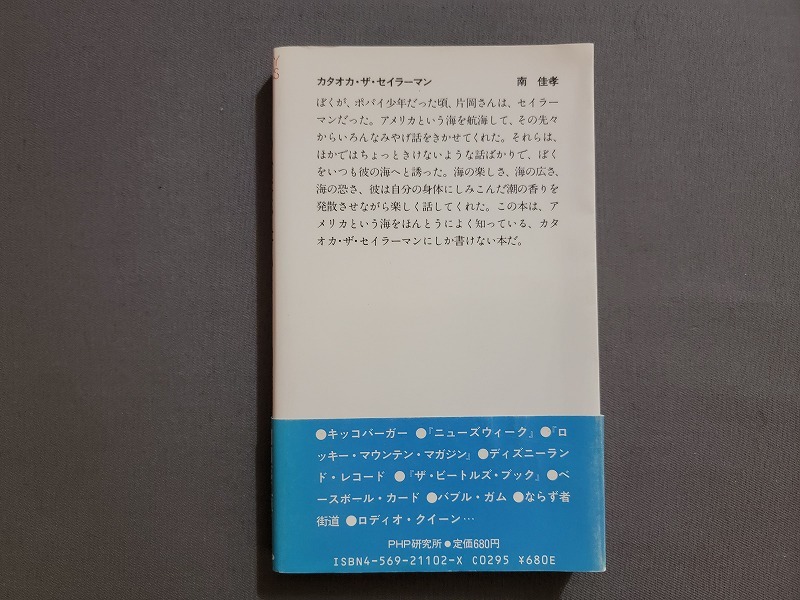 カタオカ・ザ・セイラーマン 南 佳孝
ぼくが、ポパイ少年だった頃、片岡さんは、セイラー
マンだった。アメリカという海を航海して、その先々
からいろんなみやげ話をきかせてくれた。それらは、
ほかではちょっときけないような話ばかりで、ぼく
をいつも彼の海へと誘った。海の楽しさ、海の広さ、
海の恐さ、彼は自分の身体にしみこんだ潮の香りを
発散させながら楽しく話してくれた。この本は、ア
メリカという海をほんとうによく知っている、カタ
オカ・ザ・セイラーマンにしか書けない本だ。
●キッコバーガー ●『ニューズウィーク』●『ロ
ッキー・マウンテン・マガジン』●ディズニーラン
ド・レコード ●『ザ・ビートルズ・ブック』●ベ
ースボール・カード ●バブル・ガム ●ならず者
街道 ●ロディオ・クイーン…
PHP研究所●定価680円
ISBN4-569-21102-X C0295 ¥680E